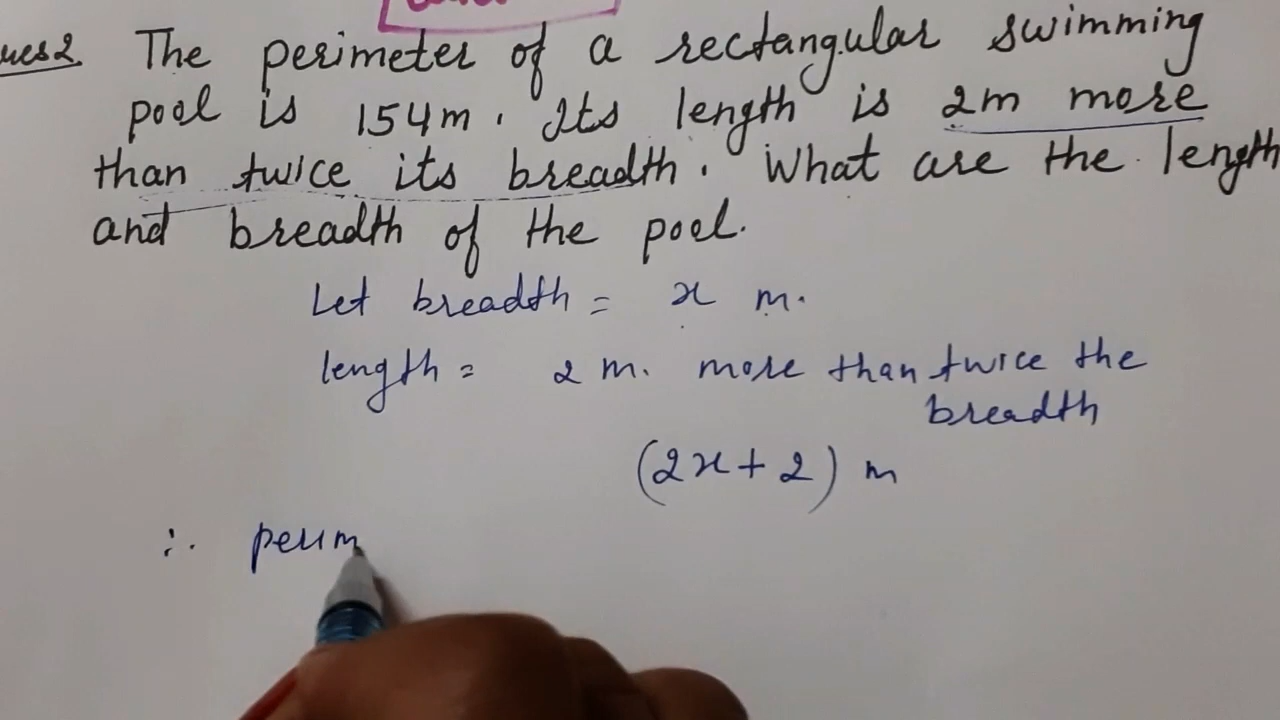 The perimeter of a rectangular swimming
pool is 154m. Its length is 2m more
than twice its breadth. What are the length
and breadth of the pool.
Let breadth = x m.
length = 2 m. more than twice the
breadth
(2x + 2) m
∴ perim